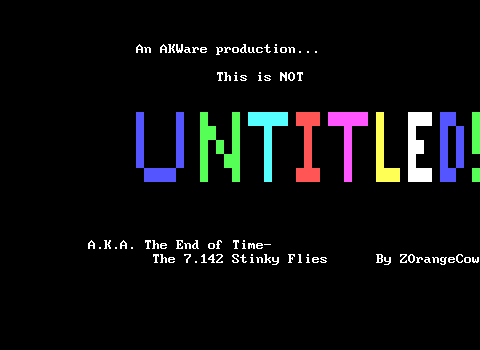 An AKWare production...
This is NOT
UNTITLED!
A.K.A. The End of Time-
The 7.142 Stinky Flies By ZOrangeCow